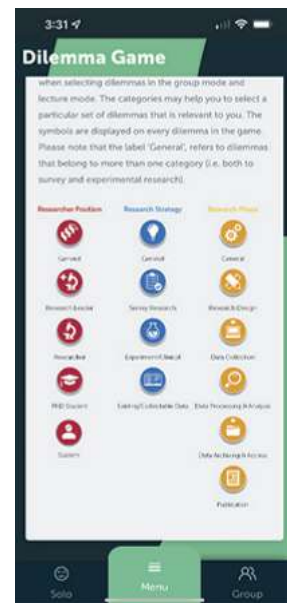 3:31
Dilemma Game
when selecting dilemmas in the group mode and
lecture mode. The categories may help you to select a
particular set of dilemmas that is relevant to you. The
symbols are displayed on every dilemma in the game.
Please note that the label 'General', refers to dilemmas
that belong to more than one category (i.e. both to
survey and experimental research).
Researcher Position Research Strategy Research Phase
General General General
Research Leader Survey Research Research Design
Researcher Experiment/Clinical Data Collection
PhD Student Existing/Collectable Data Data Processing & Analysis
Student Data Archiving & Access
Publication
Solo Menu Group